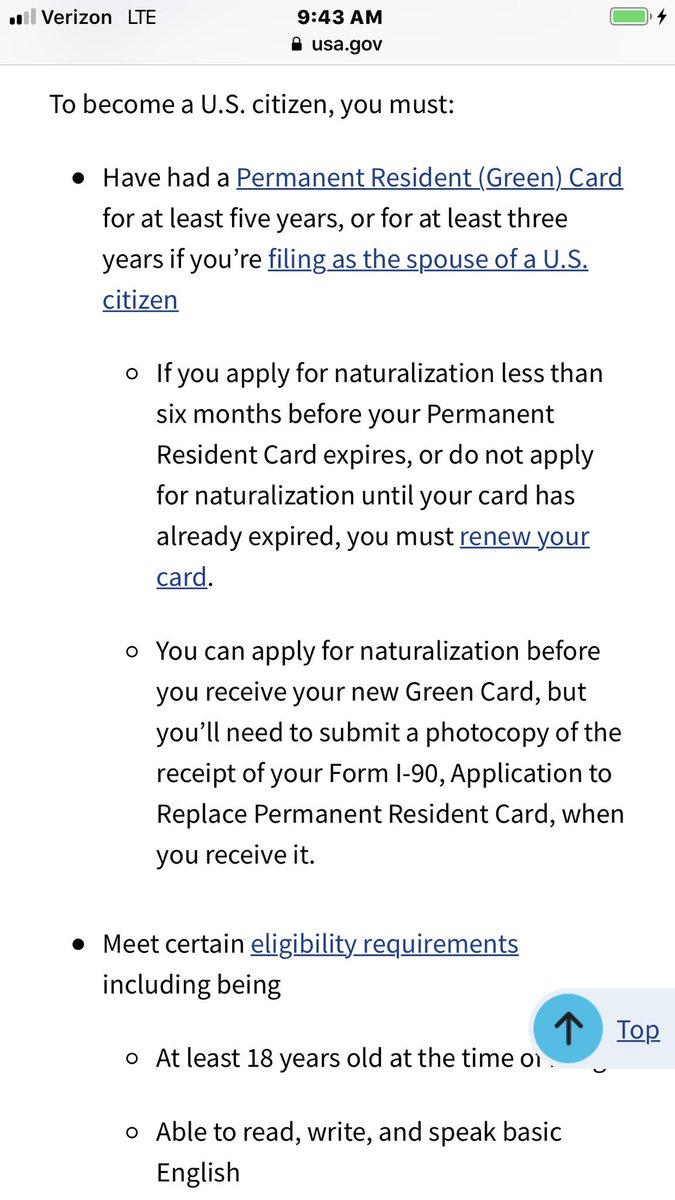 Verizon LTE 9:43 AM
usa.gov
To become a U.S. citizen, you must:
Have had a Permanent Resident (Green) Card
for at least five years, or for at least three
years if you’re filing as the spouse of a U.S.
citizen
If you apply for naturalization less than
six months before your Permanent
Resident Card expires, or do not apply
for naturalization until your card has
already expired, you must renew your
card.
You can apply for naturalization before
you receive your new Green Card, but
you’ll need to submit a photocopy of the
receipt of your Form I-90, Application to
Replace Permanent Resident Card, when
you receive it.
Meet certain eligibility requirements
including being
Top
At least 18 years old at the time
Able to read, write, and speak basic
English